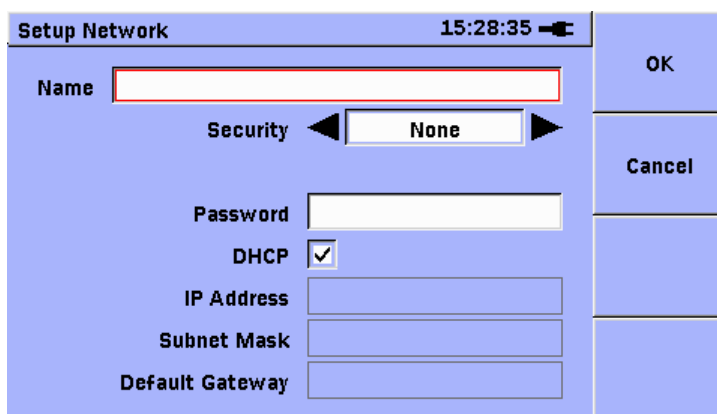 Setup Network 15:28:35
OK
Name
Security None
Cancel
Password
DHCP
IP Address
Subnet Mask
Default Gateway